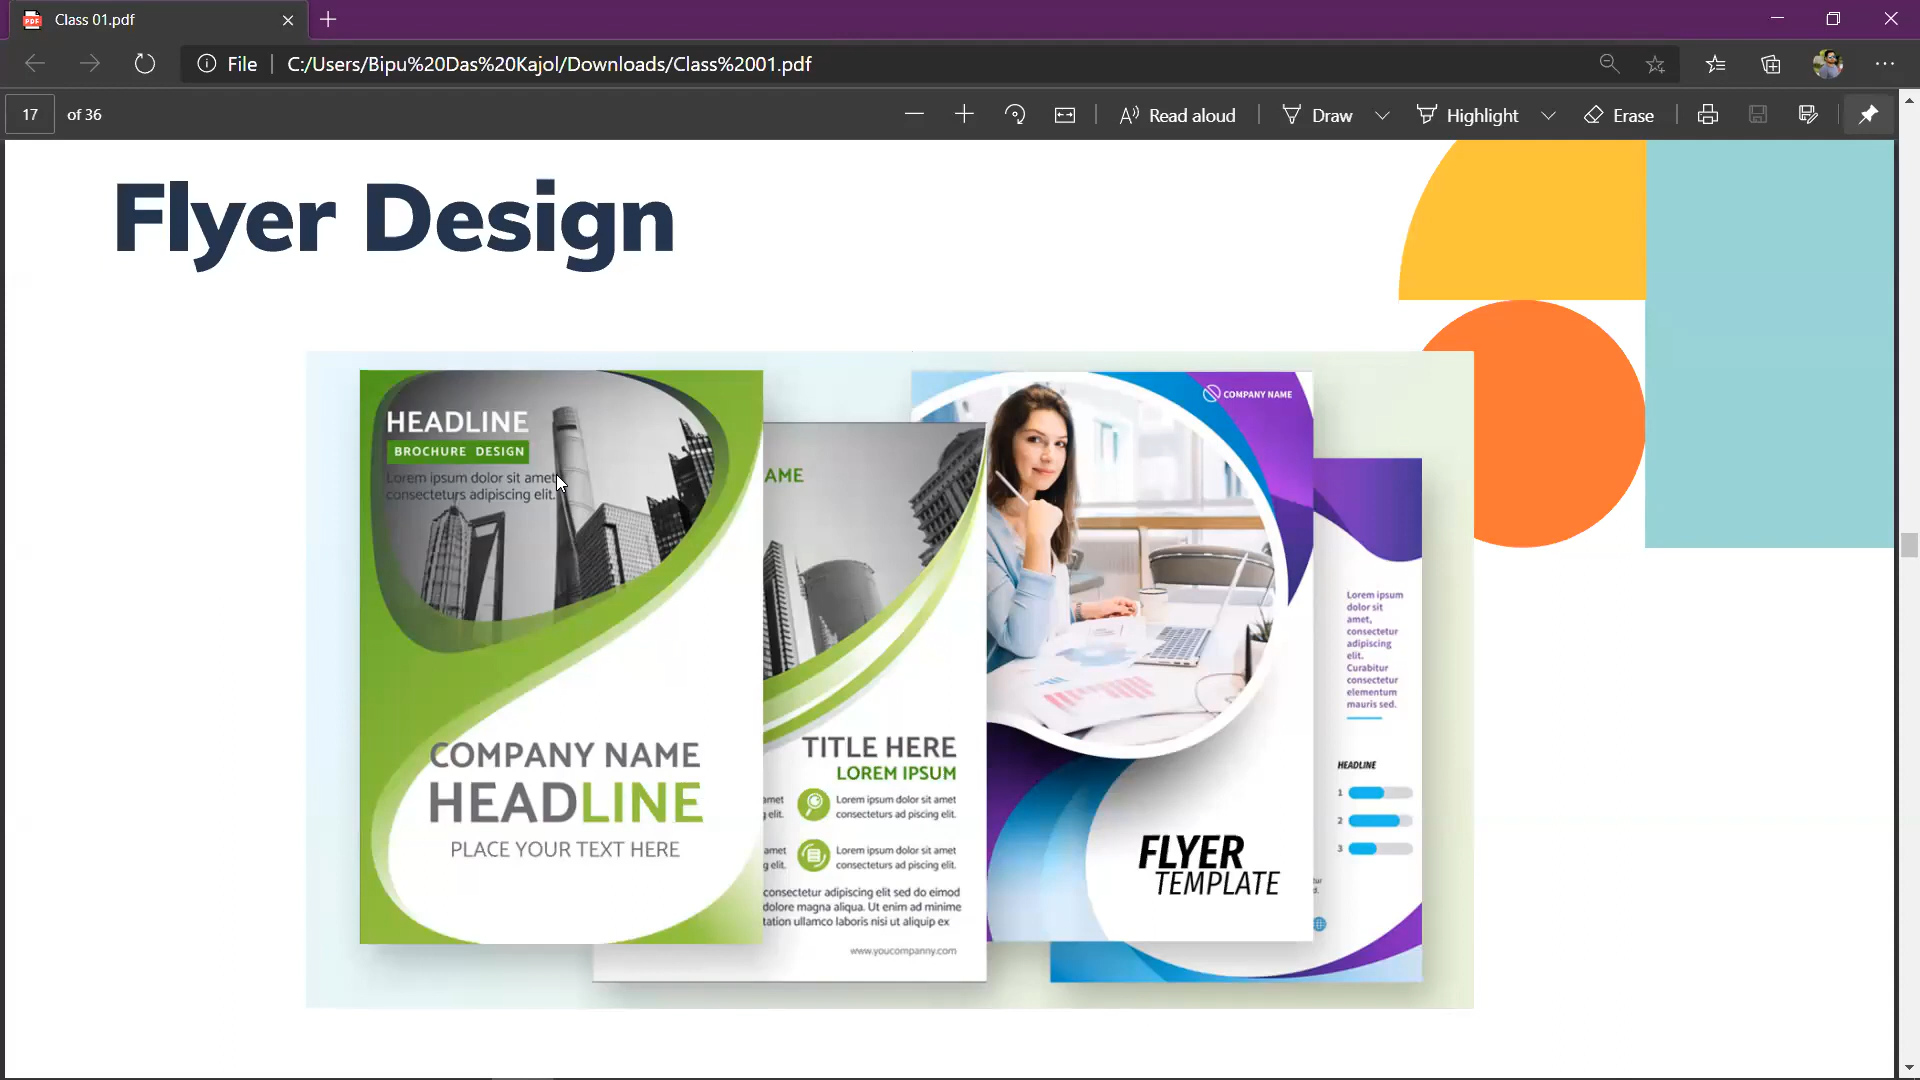 Class 01.pdf
File
C:/Users/Bipu%20Das%20Kajol/Downloads/Class%2001.pdf
17 of 36
Read aloud
Draw
Highlight
Erase
Flyer Design
HEADLINE
BROCHURE DESIGN
Lorem ipsum dolor sit amet
consecteturs adipiscing elit.
COMPANY NAME
HEADLINE
PLACE YOUR TEXT HERE
AME
TITLE HERE
LOREM IPSUM
amet
g elit.
Lorem ipsum dolor sit amet
consecteturs ad piscing elit.
amet
g elit.
Lorem ipsum dolor sit amet
consecteturs ad piscing elit.
consectetur adipiscing elit sed do eimod
dolore magna aliqua. Ut enim ad minime
tation ullamco laboris nisi ut aliquip ex
www.youcompanny.com
COMPANY NAME
FLYER
TEMPLATE
Lorem ipsum
dolor sit
amet,
consectetur
adipiscing
elit.
Curabitur
consectetur
elementum
mauris sed.
HEADLINE
1
2
3